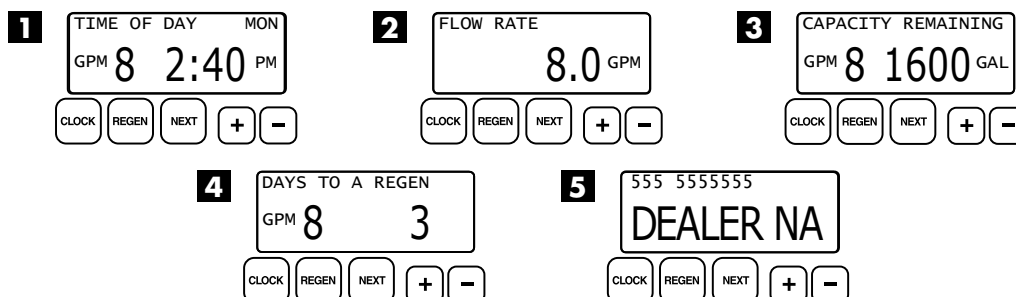 1
TIME OF DAY MON
GPM 8 2:40 PM
CLOCK REGEN NEXT + −
2
FLOW RATE
8.0 GPM
CLOCK REGEN NEXT + −
3
CAPACITY REMAINING
GPM 8 1600 GAL
CLOCK REGEN NEXT + −
4
DAYS TO A REGEN
GPM 8 3
CLOCK REGEN NEXT + −
5
555 5555555
DEALER NA
CLOCK REGEN NEXT + −